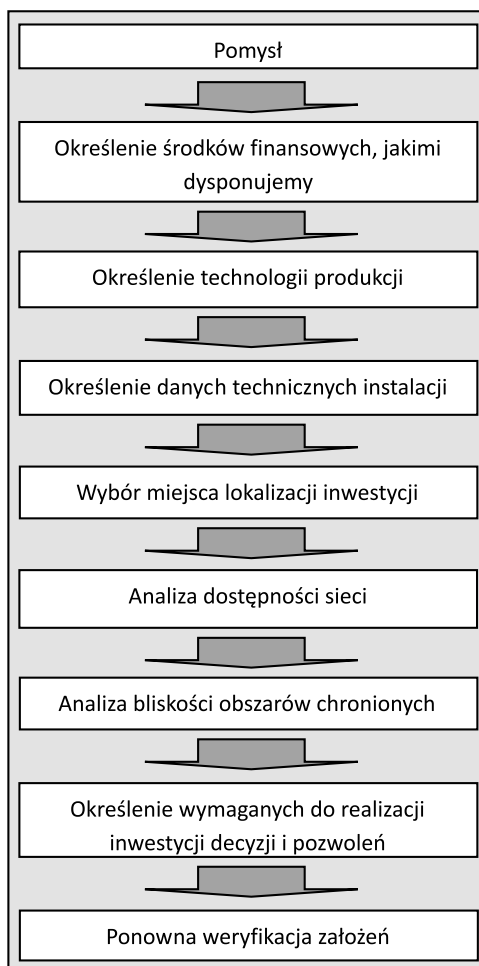 Pomysł
Określenie środków finansowych, jakimi
dysponujemy
Określenie technologii produkcji
Określenie danych technicznych instalacji
Wybór miejsca lokalizacji inwestycji
Analiza dostępności sieci
Analiza bliskości obszarów chronionych
Określenie wymaganych do realizacji
inwestycji decyzji i pozwoleń
Ponowna weryfikacja założeń